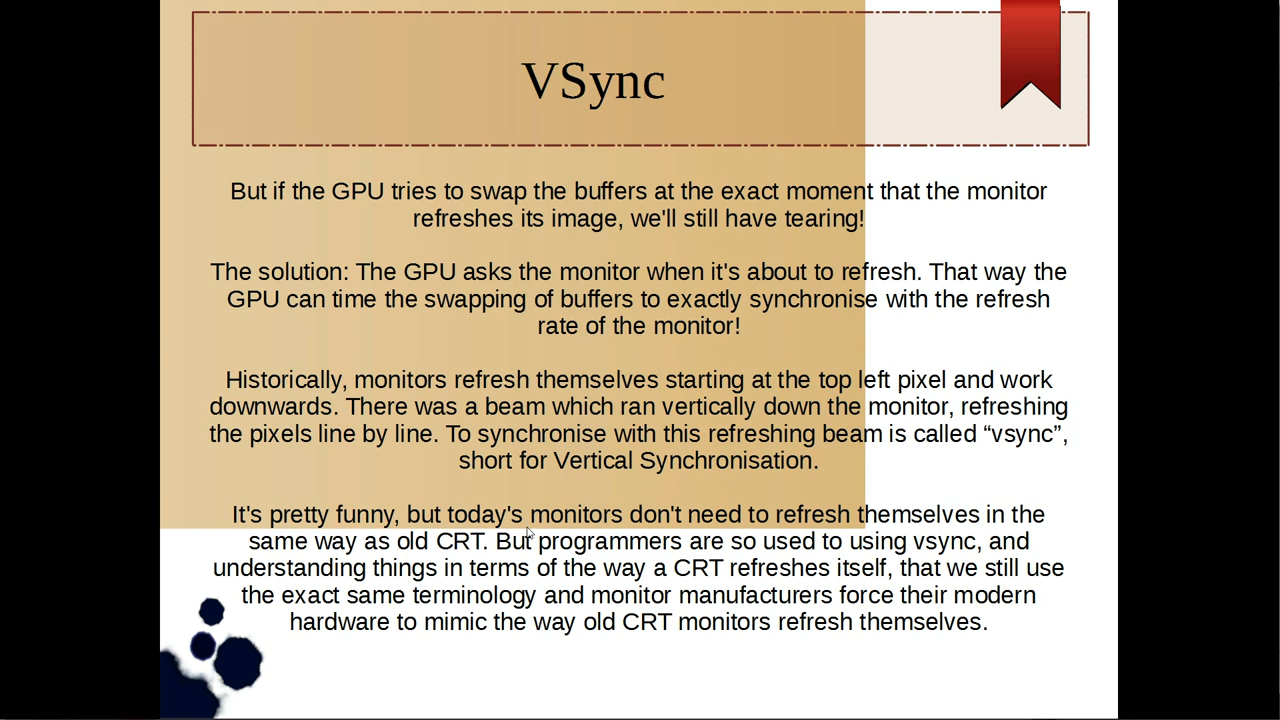 VSync
But if the GPU tries to swap the buffers at the exact moment that the monitor
refreshes its image, we'll still have tearing!
The solution: The GPU asks the monitor when it's about to refresh. That way the
GPU can time the swapping of buffers to exactly synchronise with the refresh
rate of the monitor!
Historically, monitors refresh themselves starting at the top left pixel and work
downwards. There was a beam which ran vertically down the monitor, refreshing
the pixels line by line. To synchronise with this refreshing beam is called “vsync”,
short for Vertical Synchronisation.
It's pretty funny, but today's monitors don't need to refresh themselves in the
same way as old CRT. But programmers are so used to using vsync, and
understanding things in terms of the way a CRT refreshes itself, that we still use
the exact same terminology and monitor manufacturers force their modern
hardware to mimic the way old CRT monitors refresh themselves.